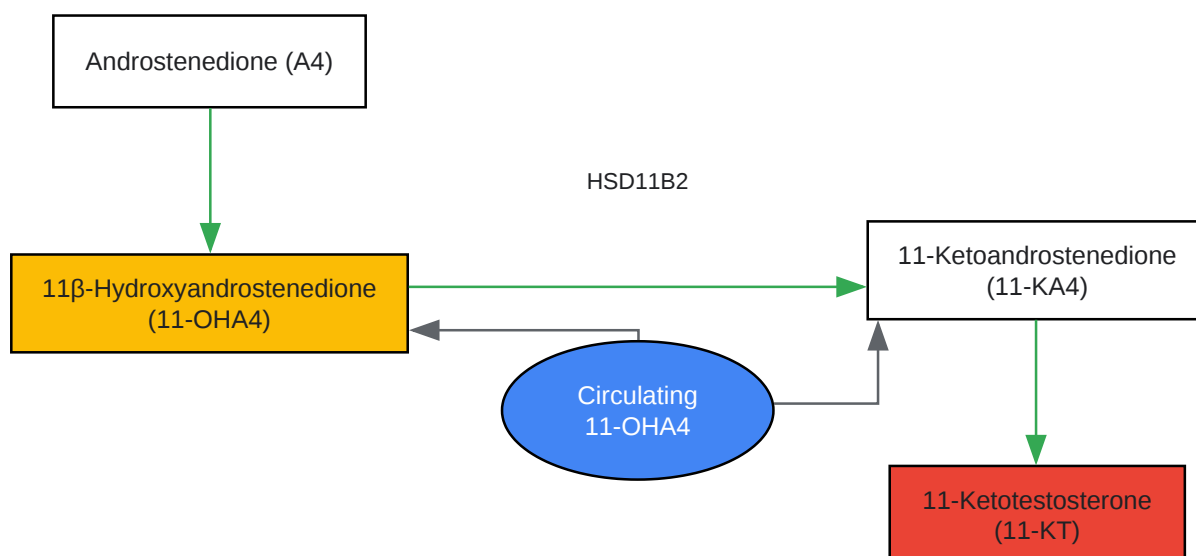 Androstenedione (A4)
HSD11B2
11β-Hydroxyandrostenedione
(11-OHA4)
11-Ketoandrostenedione
(11-KA4)
Circulating
11-OHA4
11-Ketotestosterone
(11-KT)